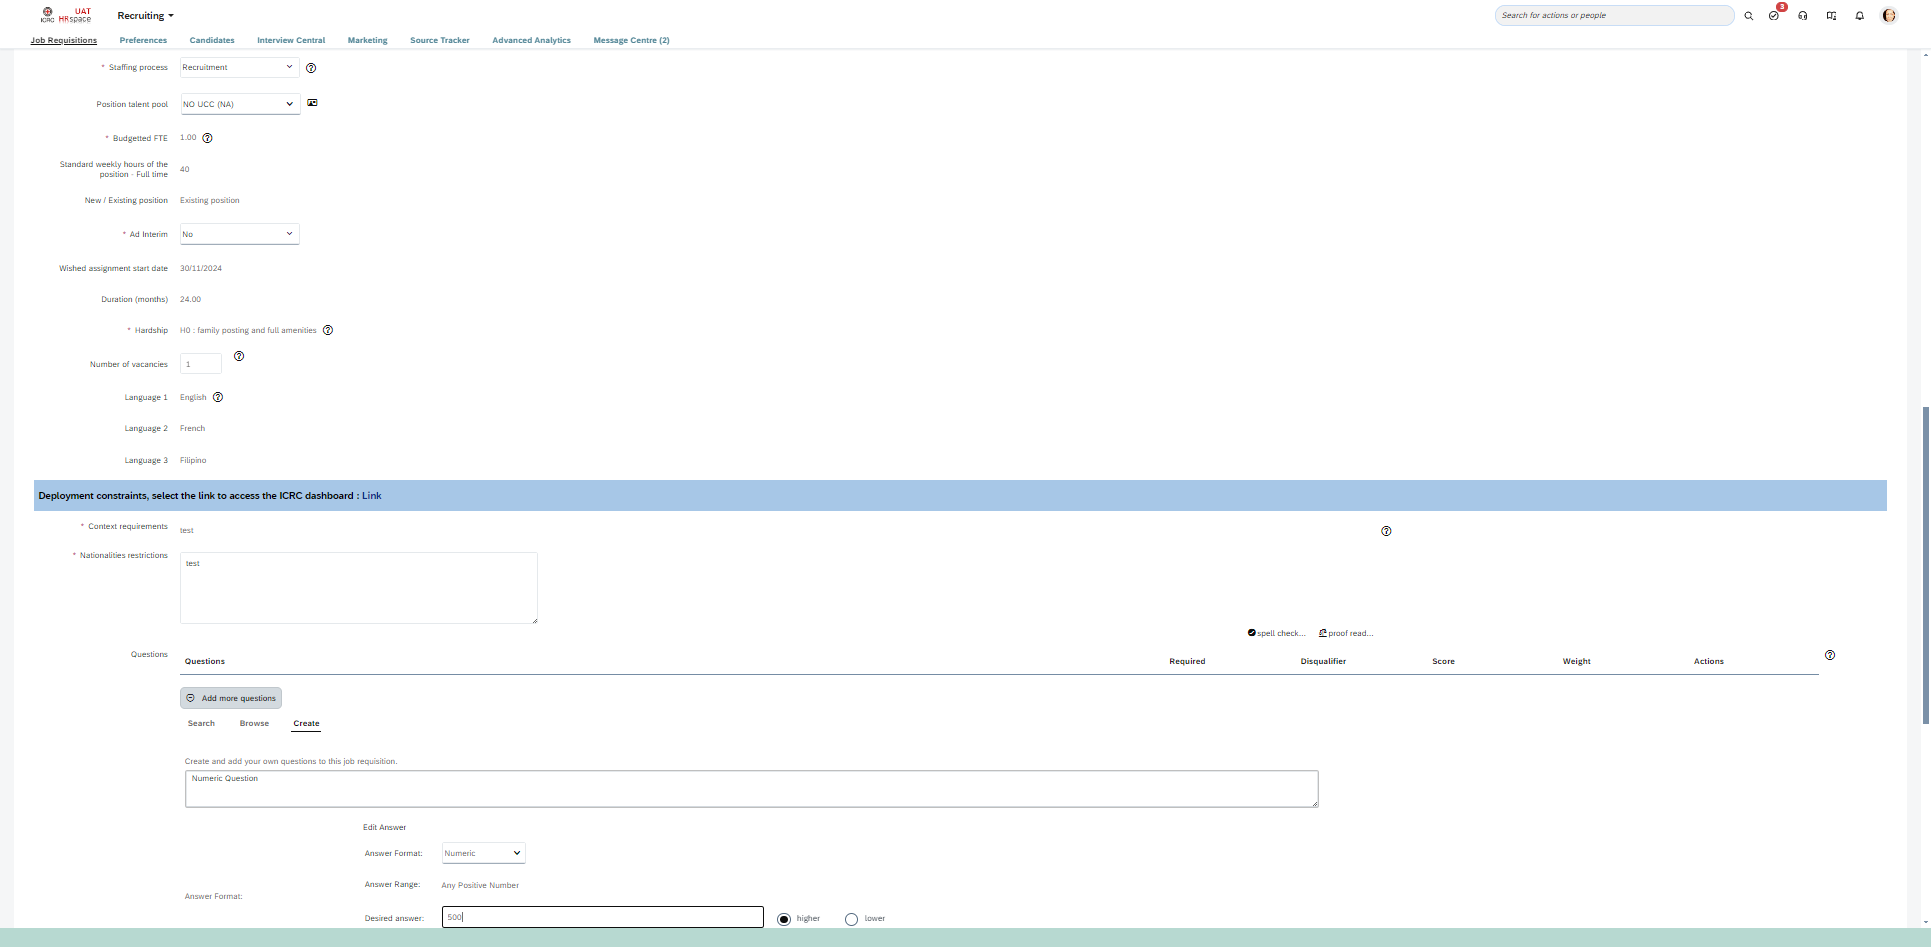 ICRC UAT HRspace Recruiting Search for actions or people 3
Job Requisitions Preferences Candidates Interview Central Marketing Source Tracker Advanced Analytics Message Centre (2)
* Staffing process Recruitment
Position talent pool NO UCC (NA)
* Budgetted FTE 1.00
Standard weekly hours of the
position - Full time 40
New / Existing position Existing position
* Ad Interim No
Wished assignment start date 30/11/2024
Duration (months) 24.00
* Hardship H0 : family posting and full amenities
Number of vacancies 1
Language 1 English
Language 2 French
Language 3 Filipino
Deployment constraints, select the link to access the ICRC dashboard : Link
* Context requirements test
* Nationalities restrictions
test
spell check... proof read...
Questions
Questions Required Disqualifier Score Weight Actions
Add more questions
Search Browse Create
Create and add your own questions to this job requisition.
Numeric Question
Edit Answer
Answer Format: Numeric
Answer Range: Any Positive Number
Answer Format:
Desired answer: 500 higher lower